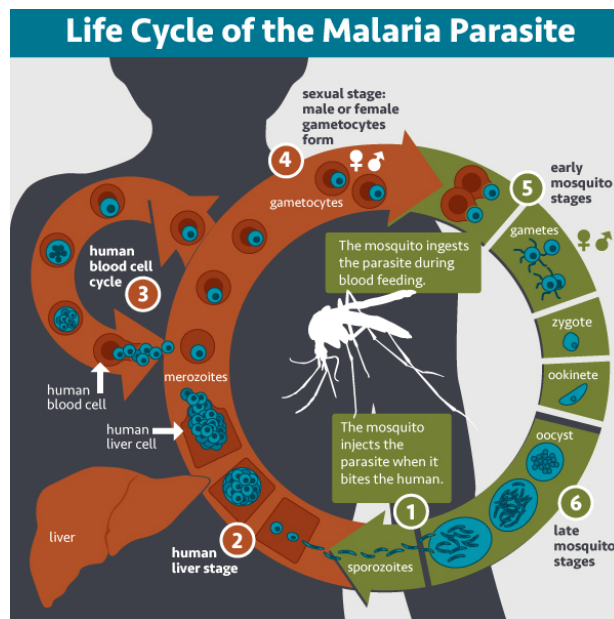 Life Cycle of the Malaria Parasite
sexual stage:
male or female
gametocytes
form
4
gametocytes
5
early
mosquito
stages
gametes
zygote
ookinete
The mosquito ingests
the parasite during
blood feeding.
human
blood cell
cycle
3
human
blood cell
merozoites
human
liver cell
The mosquito
injects the
parasite when it
bites the human.
oocyst
6
late
mosquito
stages
1
sporozoites
2
human
liver stage
liver